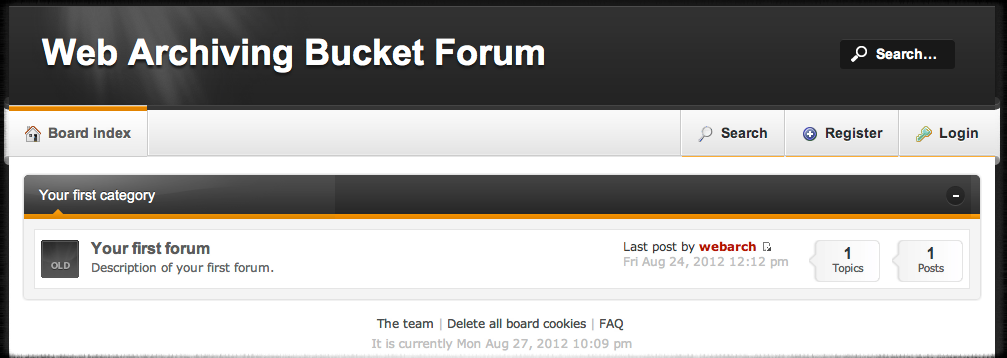 Web Archiving Bucket Forum
Search...
Board index
Search
Register
Login
Your first category
OLD
Your first forum
Description of your first forum.
Last post by webarch
Fri Aug 24, 2012 12:12 pm
1
Topics
1
Posts
The team | Delete all board cookies | FAQ
It is currently Mon Aug 27, 2012 10:09 pm